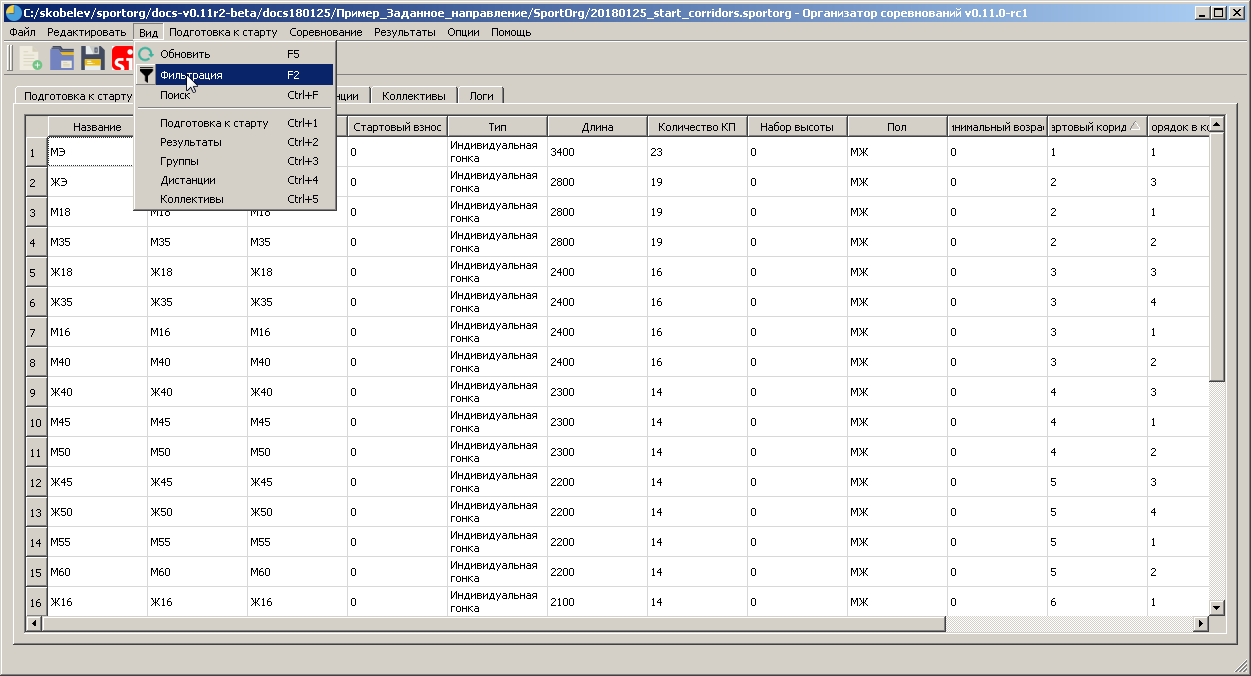 C:/skobelev/sportorg/docs-v0.11r2-beta/docs180125/Пример_Заданное_направление/SportOrg/20180125_start_corridors.sportorg - Организатор соревнований v0.11.0-rc1
Файл Редактировать Вид Подготовка к старту Соревнование Результаты Опции Помощь
si
Обновить F5
Фильтрация F2
Поиск Ctrl+F
Подготовка к старту Ctrl+1
Результаты Ctrl+2
Группы Ctrl+3
Дистанции Ctrl+4
Коллективы Ctrl+5
Подготовка к старту нции Коллективы Логи
Название Стартовый взнос Тип Длина Количество КП Набор высоты Пол инимальный возрас артовый корид орядок в ко
1 МЭ 0 Индивидуальная гонка 3400 23 0 МЖ 0 1 1
2 ЖЭ 0 Индивидуальная гонка 2800 19 0 МЖ 0 2 3
3 М18 М18 М18 0 Индивидуальная гонка 2800 19 0 МЖ 0 2 1
4 М35 М35 М35 0 Индивидуальная гонка 2800 19 0 МЖ 0 2 2
5 Ж18 Ж18 Ж18 0 Индивидуальная гонка 2400 16 0 МЖ 0 3 3
6 Ж35 Ж35 Ж35 0 Индивидуальная гонка 2400 16 0 МЖ 0 3 4
7 М16 М16 М16 0 Индивидуальная гонка 2400 16 0 МЖ 0 3 1
8 М40 М40 М40 0 Индивидуальная гонка 2400 16 0 МЖ 0 3 2
9 Ж40 Ж40 Ж40 0 Индивидуальная гонка 2300 14 0 МЖ 0 4 3
10 М45 М45 М45 0 Индивидуальная гонка 2300 14 0 МЖ 0 4 1
11 М50 М50 М50 0 Индивидуальная гонка 2300 14 0 МЖ 0 4 2
12 Ж45 Ж45 Ж45 0 Индивидуальная гонка 2200 14 0 МЖ 0 5 3
13 Ж50 Ж50 Ж50 0 Индивидуальная гонка 2200 14 0 МЖ 0 5 4
14 М55 М55 М55 0 Индивидуальная гонка 2200 14 0 МЖ 0 5 1
15 М60 М60 М60 0 Индивидуальная гонка 2200 14 0 МЖ 0 5 2
16 Ж16 Ж16 Ж16 0 Индивидуальная гонка 2100 14 0 МЖ 0 6 1